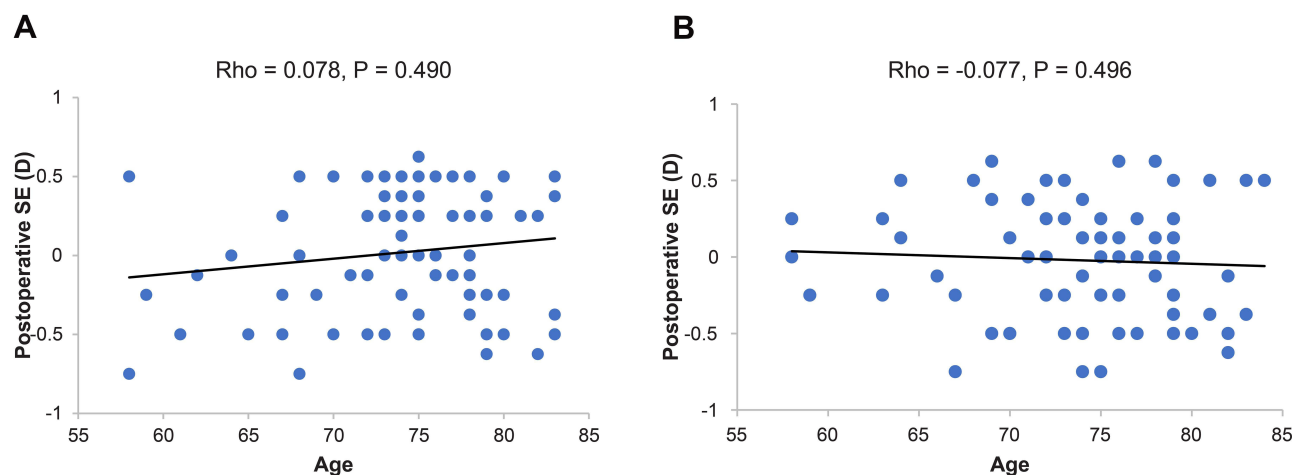 A
Rho = 0.078, P = 0.490
Postoperative SE (D)
1
0.5
0
-0.5
-1
55 60 65 70 75 80 85
Age
B
Rho = -0.077, P = 0.496
Postoperative SE (D)
1
0.5
0
-0.5
-1
55 60 65 70 75 80 85
Age